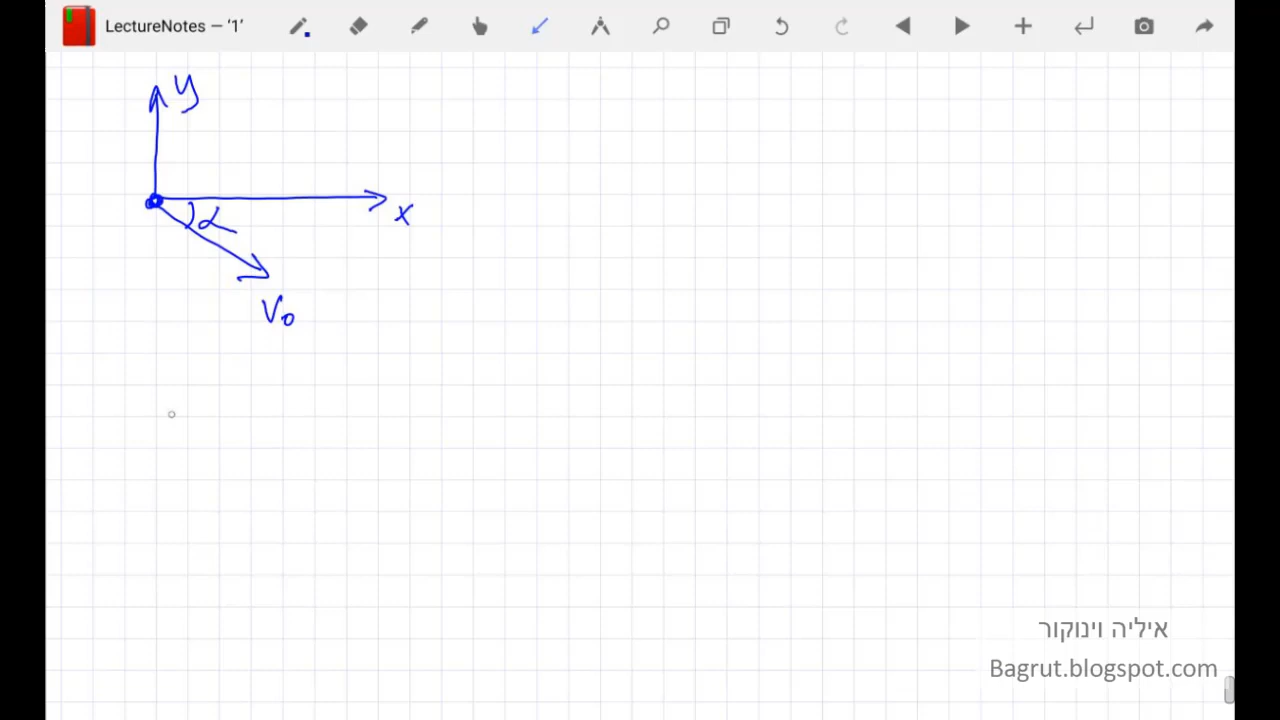 LectureNotes – ‘1’
y
x
α
V₀
איליה וינוקור
Bagrut.blogspot.com